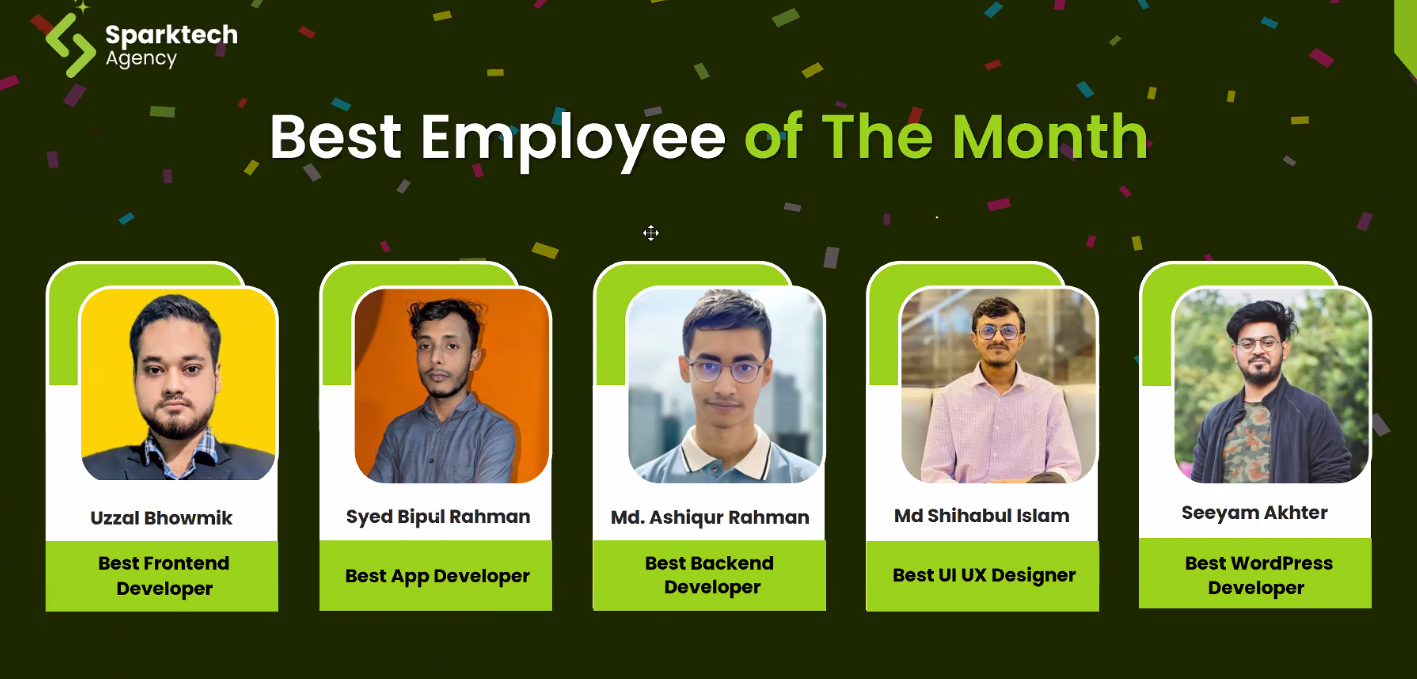 Sparktech
Agency
Best Employee of The Month
Uzzal Bhowmik
Best Frontend
Developer
Syed Bipul Rahman
Best App Developer
Md. Ashiqur Rahman
Best Backend
Developer
Md Shihabul Islam
Best UI UX Designer
Seeyam Akhter
Best WordPress
Developer